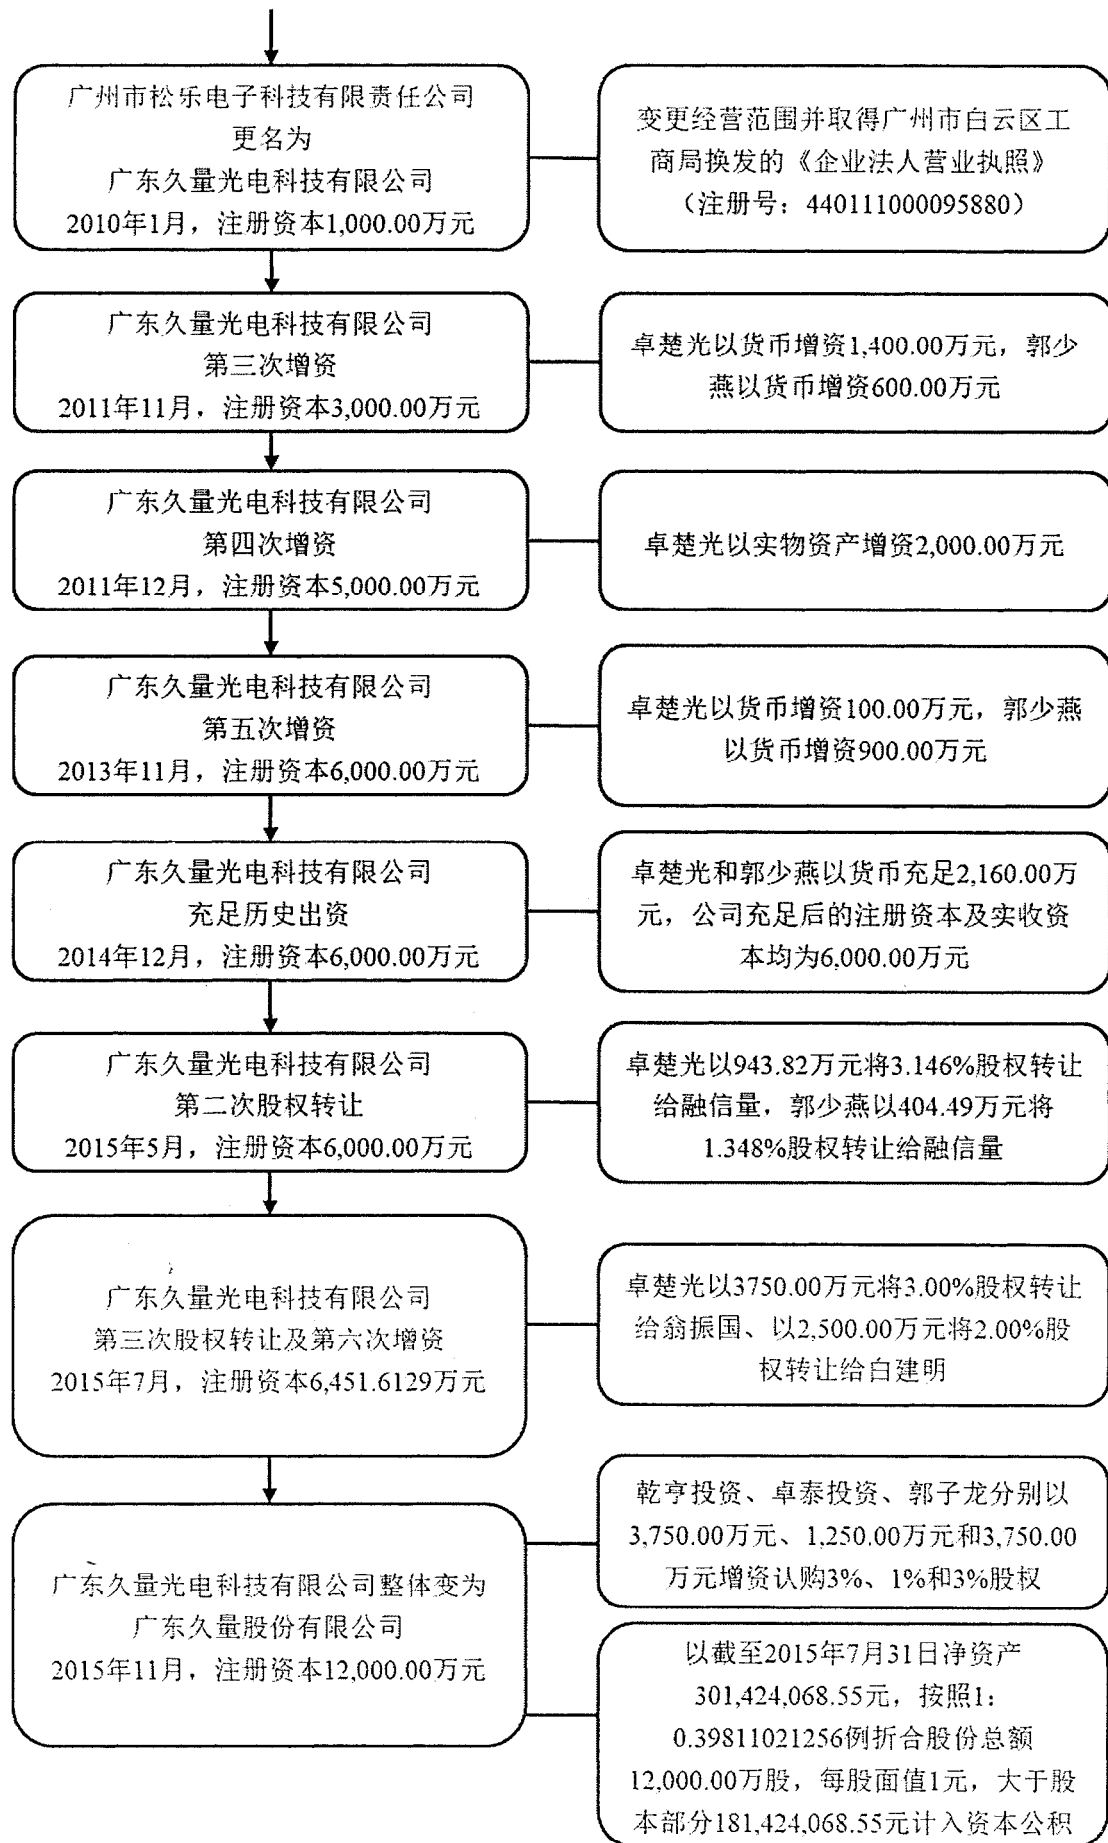 广州市松乐电子科技有限责任公司
更名为
广东久量光电科技有限公司
2010年1月，注册资本1,000.00万元
变更经营范围并取得广州市白云区工
商局换发的《企业法人营业执照》
（注册号：440111000095880）
广东久量光电科技有限公司
第三次增资
2011年11月，注册资本3,000.00万元
卓楚光以货币增资1,400.00万元，郭少
燕以货币增资600.00万元
广东久量光电科技有限公司
第四次增资
2011年12月，注册资本5,000.00万元
卓楚光以实物资产增资2,000.00万元
广东久量光电科技有限公司
第五次增资
2013年11月，注册资本6,000.00万元
卓楚光以货币增资100.00万元，郭少燕
以货币增资900.00万元
广东久量光电科技有限公司
充足历史出资
2014年12月，注册资本6,000.00万元
卓楚光和郭少燕以货币充足2,160.00万
元，公司充足后的注册资本及实收资
本均为6,000.00万元
广东久量光电科技有限公司
第二次股权转让
2015年5月，注册资本6,000.00万元
卓楚光以943.82万元将3.146%股权转让
给融信量，郭少燕以404.49万元将
1.348%股权转让给融信量
广东久量光电科技有限公司
第三次股权转让及第六次增资
2015年7月，注册资本6,451.6129万元
卓楚光以3750.00万元将3.00%股权转让
给翁振国、以2,500.00万元将2.00%股
权转让给白建明
广东久量光电科技有限公司整体变为
广东久量股份有限公司
2015年11月，注册资本12,000.00万元
乾亨投资、卓泰投资、郭子龙分别以
3,750.00万元、1,250.00万元和3,750.00
万元增资认购3%、1%和3%股权
以截至2015年7月31日净资产
301,424,068.55元，按照1：
0.39811021256例折合股份总额
12,000.00万股，每股面值1元，大于股
本部分181,424,068.55元计入资本公积